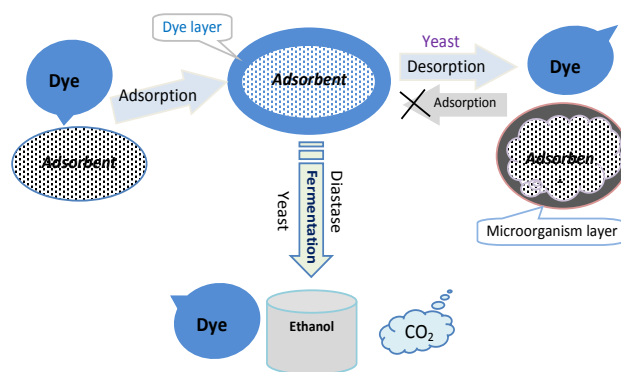 Dye layer
Yeast
Dye
Adsorption
Adsorbent
Desorption
Dye
Adsorption
Adsorbent
Adsorben
Diastase
Fermentation
Yeast
Microorganism layer
Dye
Ethanol
CO₂